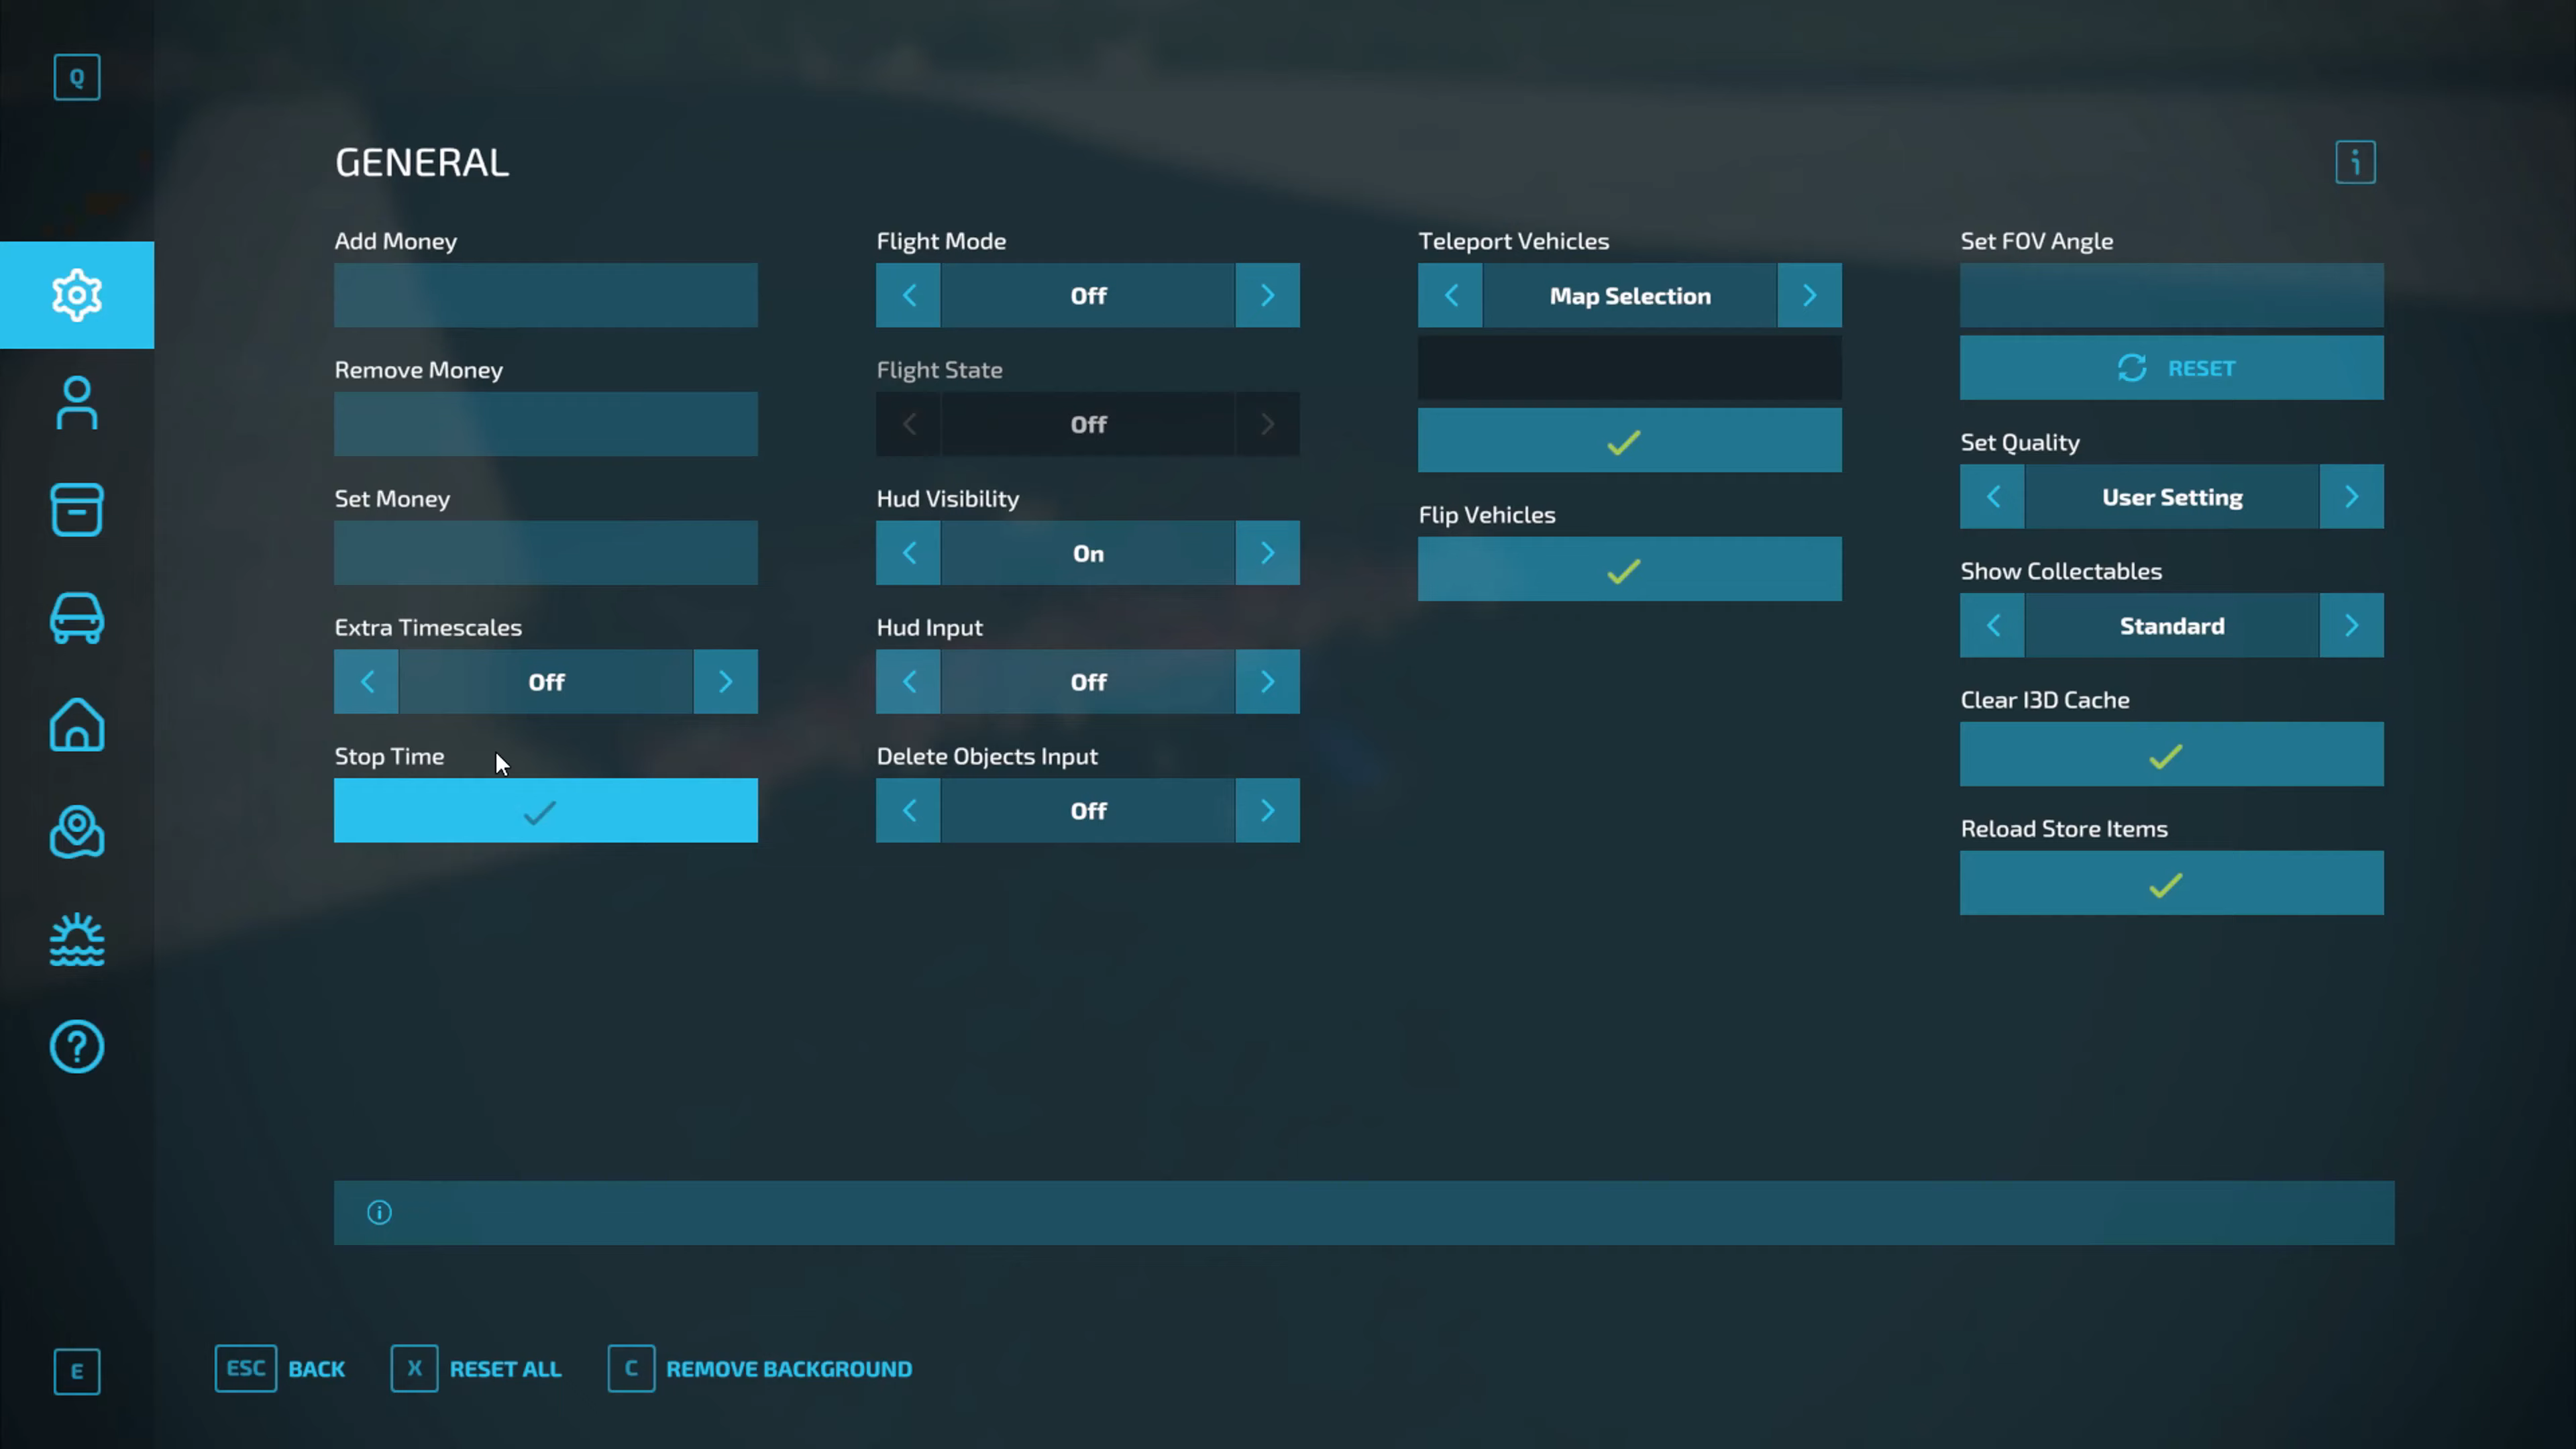 Q
GENERAL
i
Add Money
Remove Money
Set Money
Extra Timescales
Off
Stop Time
Flight Mode
Off
Flight State
Off
Hud Visibility
On
Hud Input
Off
Delete Objects Input
Off
Teleport Vehicles
Map Selection
Flip Vehicles
Set FOV Angle
RESET
Set Quality
User Setting
Show Collectables
Standard
Clear I3D Cache
Reload Store Items
E
ESC BACK X RESET ALL C REMOVE BACKGROUND